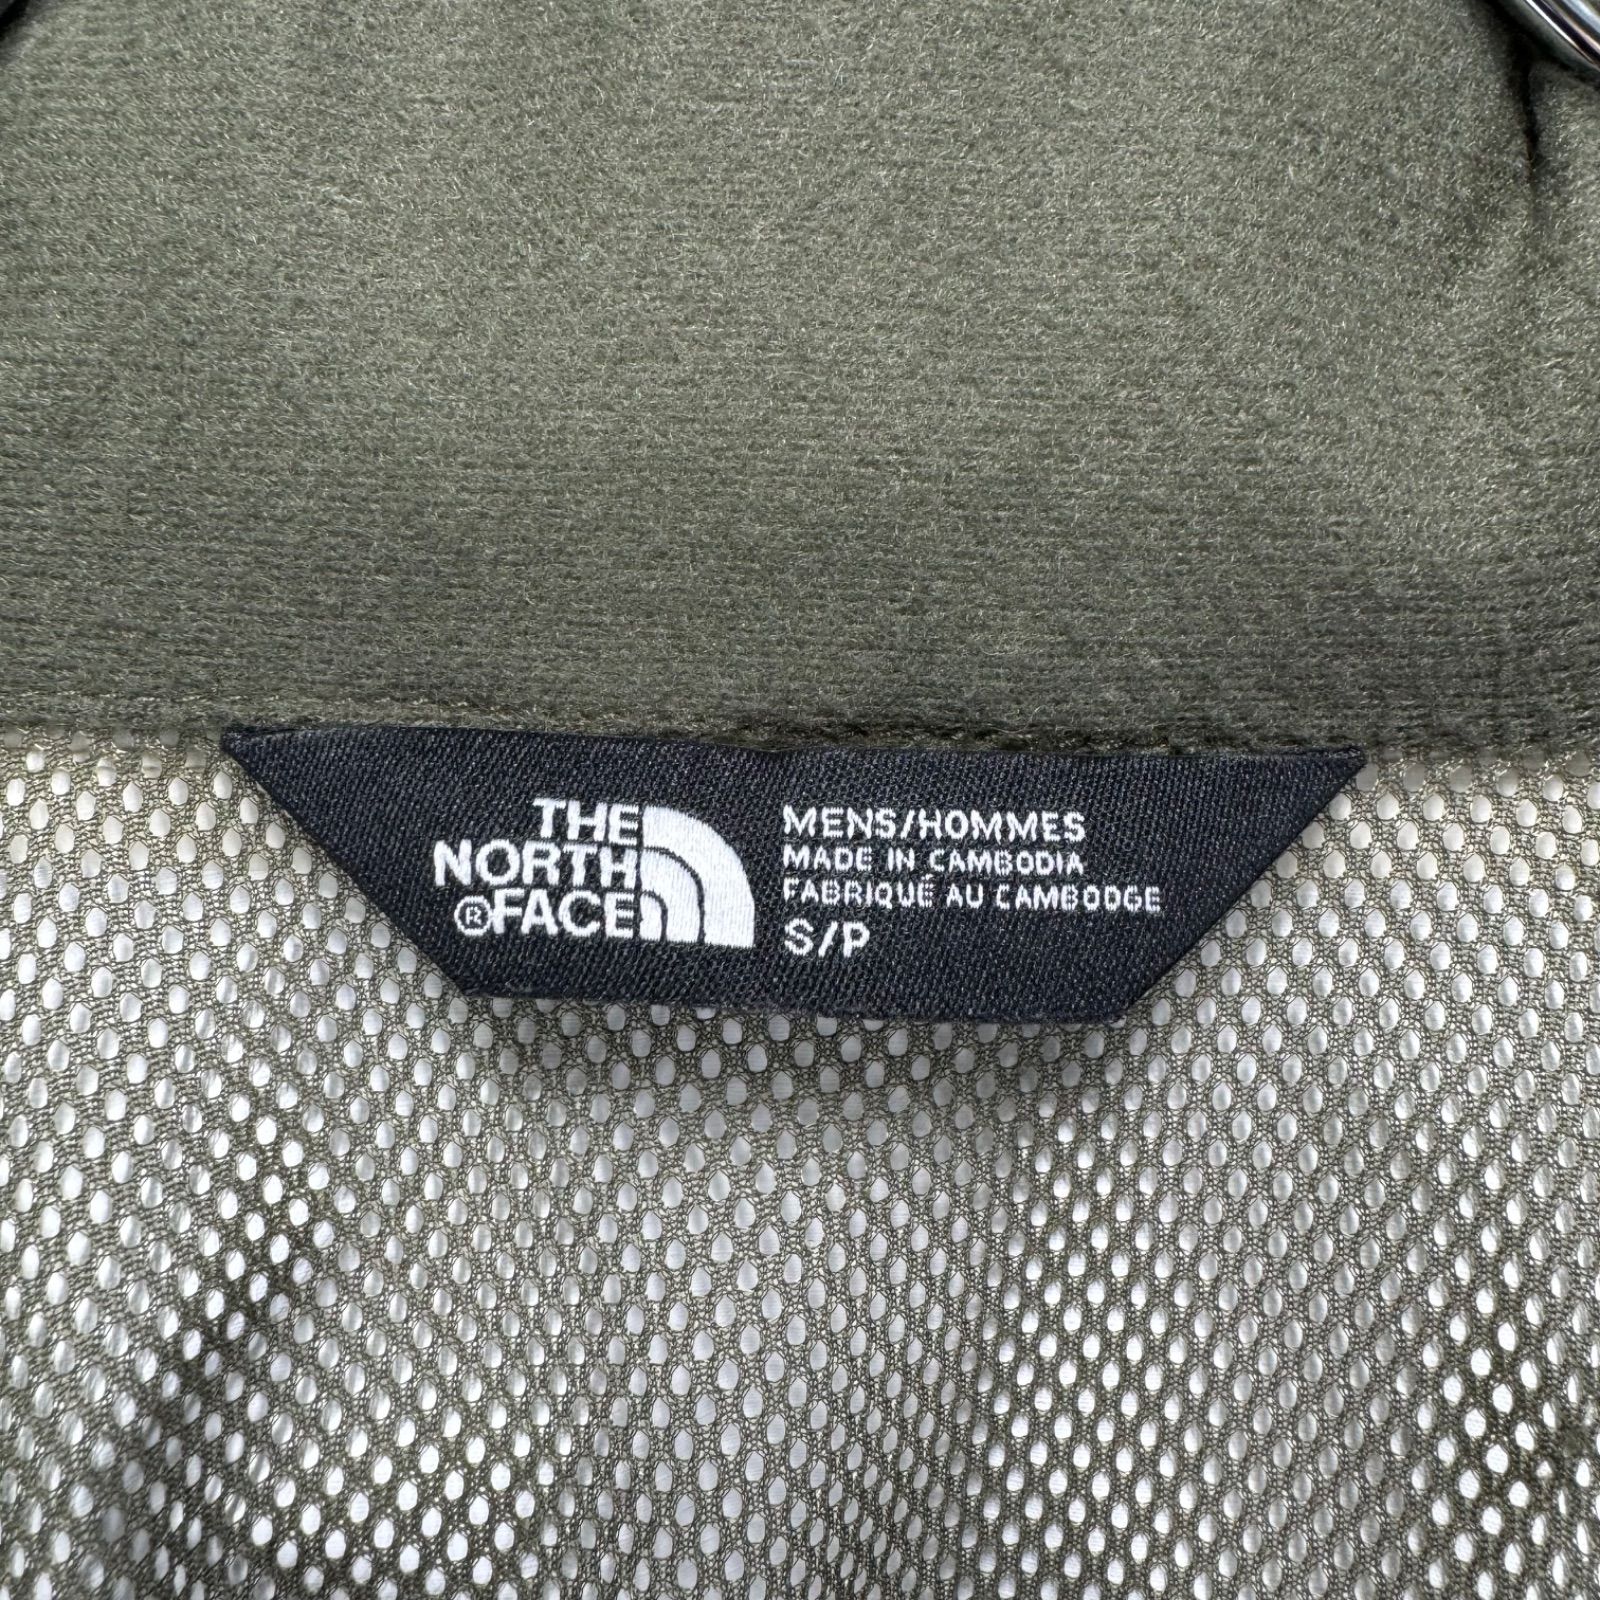 THE
NORTH
®FACE
MENS/HOMMES
MADE IN CAMBODIA
FABRIQUÉ AU CAMBODGE
S/P